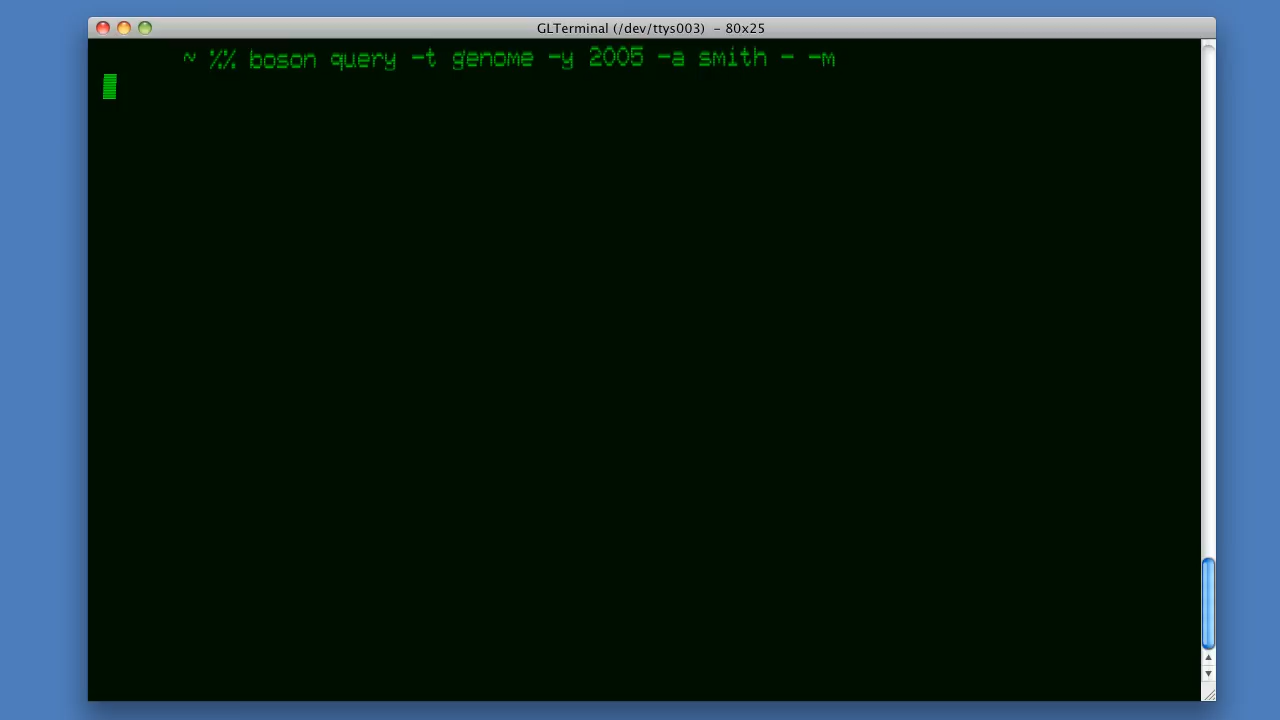 GLTerminal (/dev/ttys003) – 80x25
~ %% boson query -t genome -y 2005 -a smith - -m